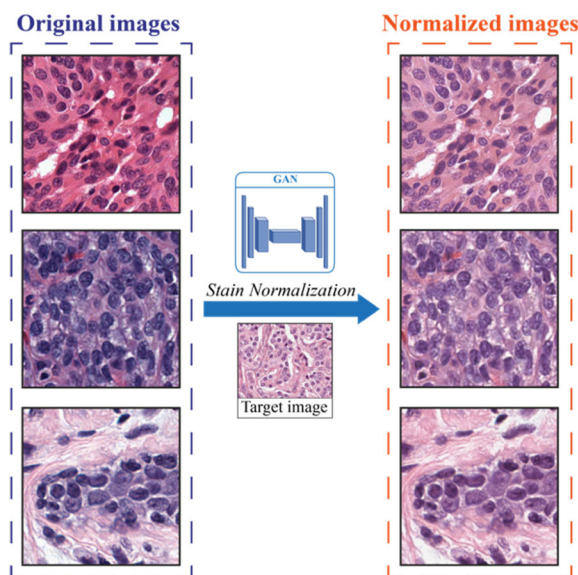 Original images
Normalized images
GAN
Stain Normalization
Target image